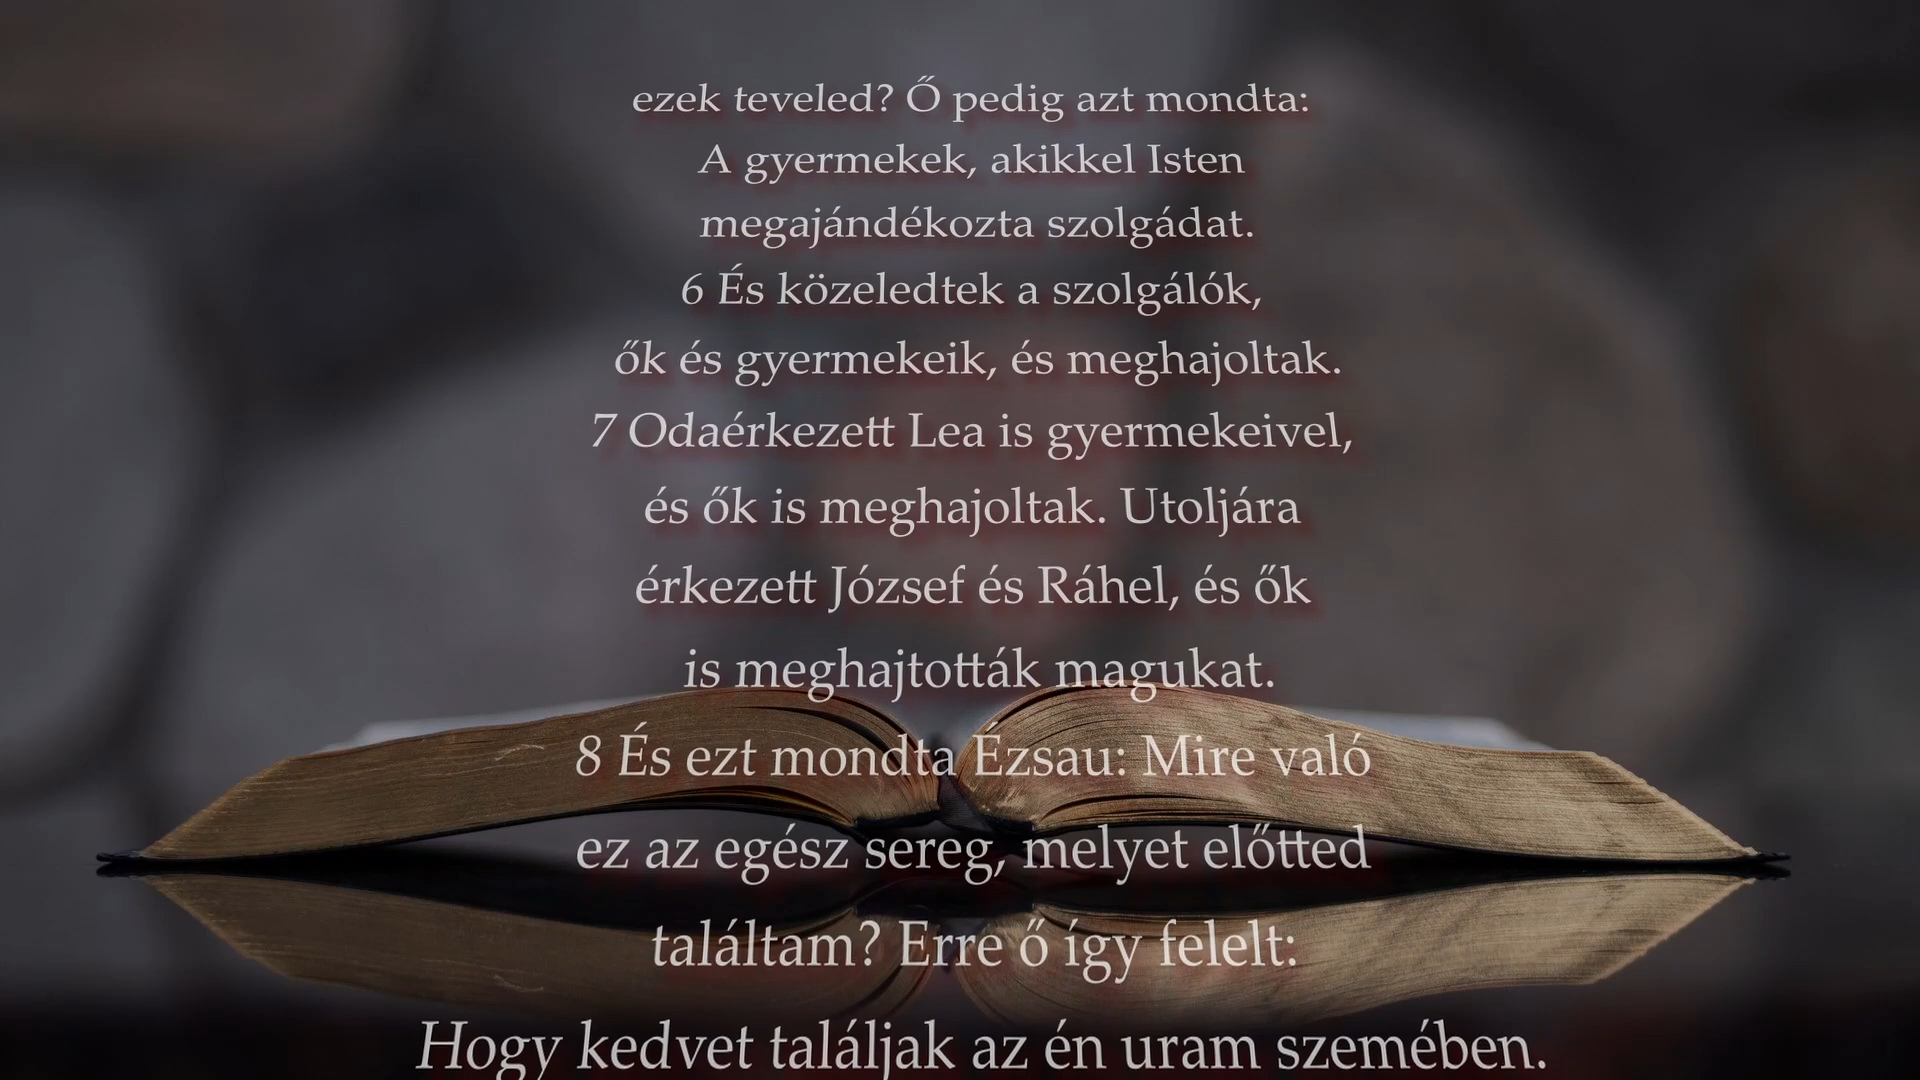 ezek teveled? Ő pedig azt mondta:
A gyermekek, akikkel Isten
megajándékozta szolgádat.
6 És közeledtek a szolgálók,
ők és gyermekeik, és meghajoltak.
7 Odaérkezett Lea is gyermekeivel,
és ők is meghajoltak. Utoljára
érkezett József és Ráhel, és ők
is meghajtották magukat.
8 És ezt mondta Ézsau: Mire való
ez az egész sereg, melyet előtted
találtam? Erre ő így felelt:
Hogy kedvet találjak az én uram szemében.